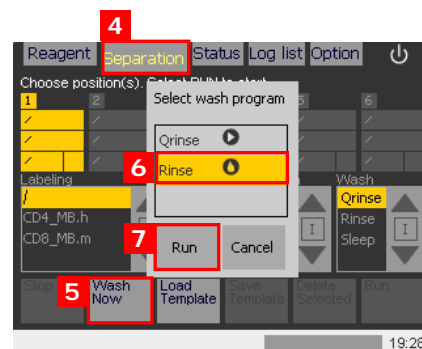 4
Reagent Separation Status Log list Option
Choose position(s). Select RUN to start
1 2 5 6
Select wash program
Qrinse
6 Rinse
Labeling Wash
/ Qrinse
CD4_MB.h Rinse
CD8_MB.m Sleep
I I
7 Run Cancel
Stop 5 Wash Now Load Template Save Template Delete Selected Run
19:28